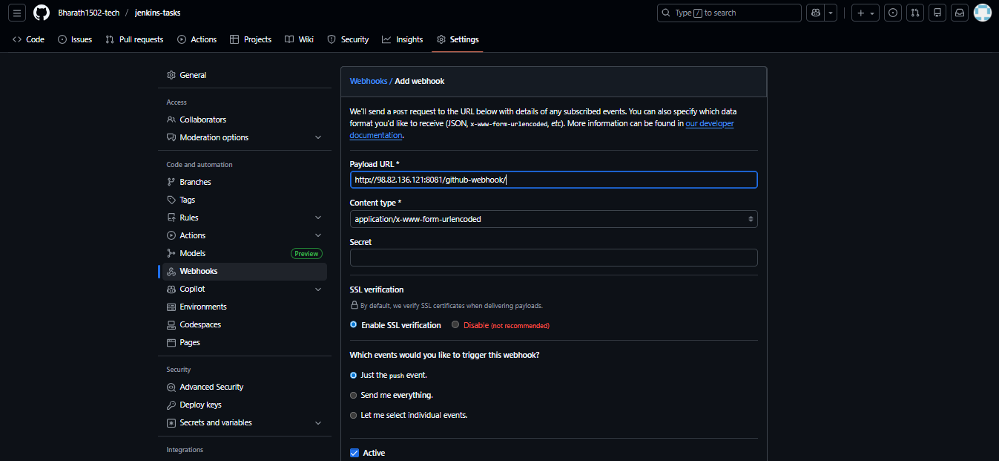 Bharath1502-tech / jenkins-tasks
Type / to search
Code
Issues
Pull requests
Actions
Projects
Wiki
Security
Insights
Settings
General
Access
Collaborators
Moderation options
Code and automation
Branches
Tags
Rules
Actions
Models Preview
Webhooks
Copilot
Environments
Codespaces
Pages
Security
Advanced Security
Deploy keys
Secrets and variables
Integrations
Webhooks / Add webhook
We'll send a POST request to the URL below with details of any subscribed events. You can also specify which data
format you'd like to receive (JSON, x-www-form-urlencoded, etc). More information can be found in our developer
documentation.
Payload URL *
http://98.82.136.121:8081/github-webhook/
Content type *
application/x-www-form-urlencoded
Secret
SSL verification
By default, we verify SSL certificates when delivering payloads.
Enable SSL verification Disable (not recommended)
Which events would you like to trigger this webhook?
Just the push event.
Send me everything.
Let me select individual events.
Active